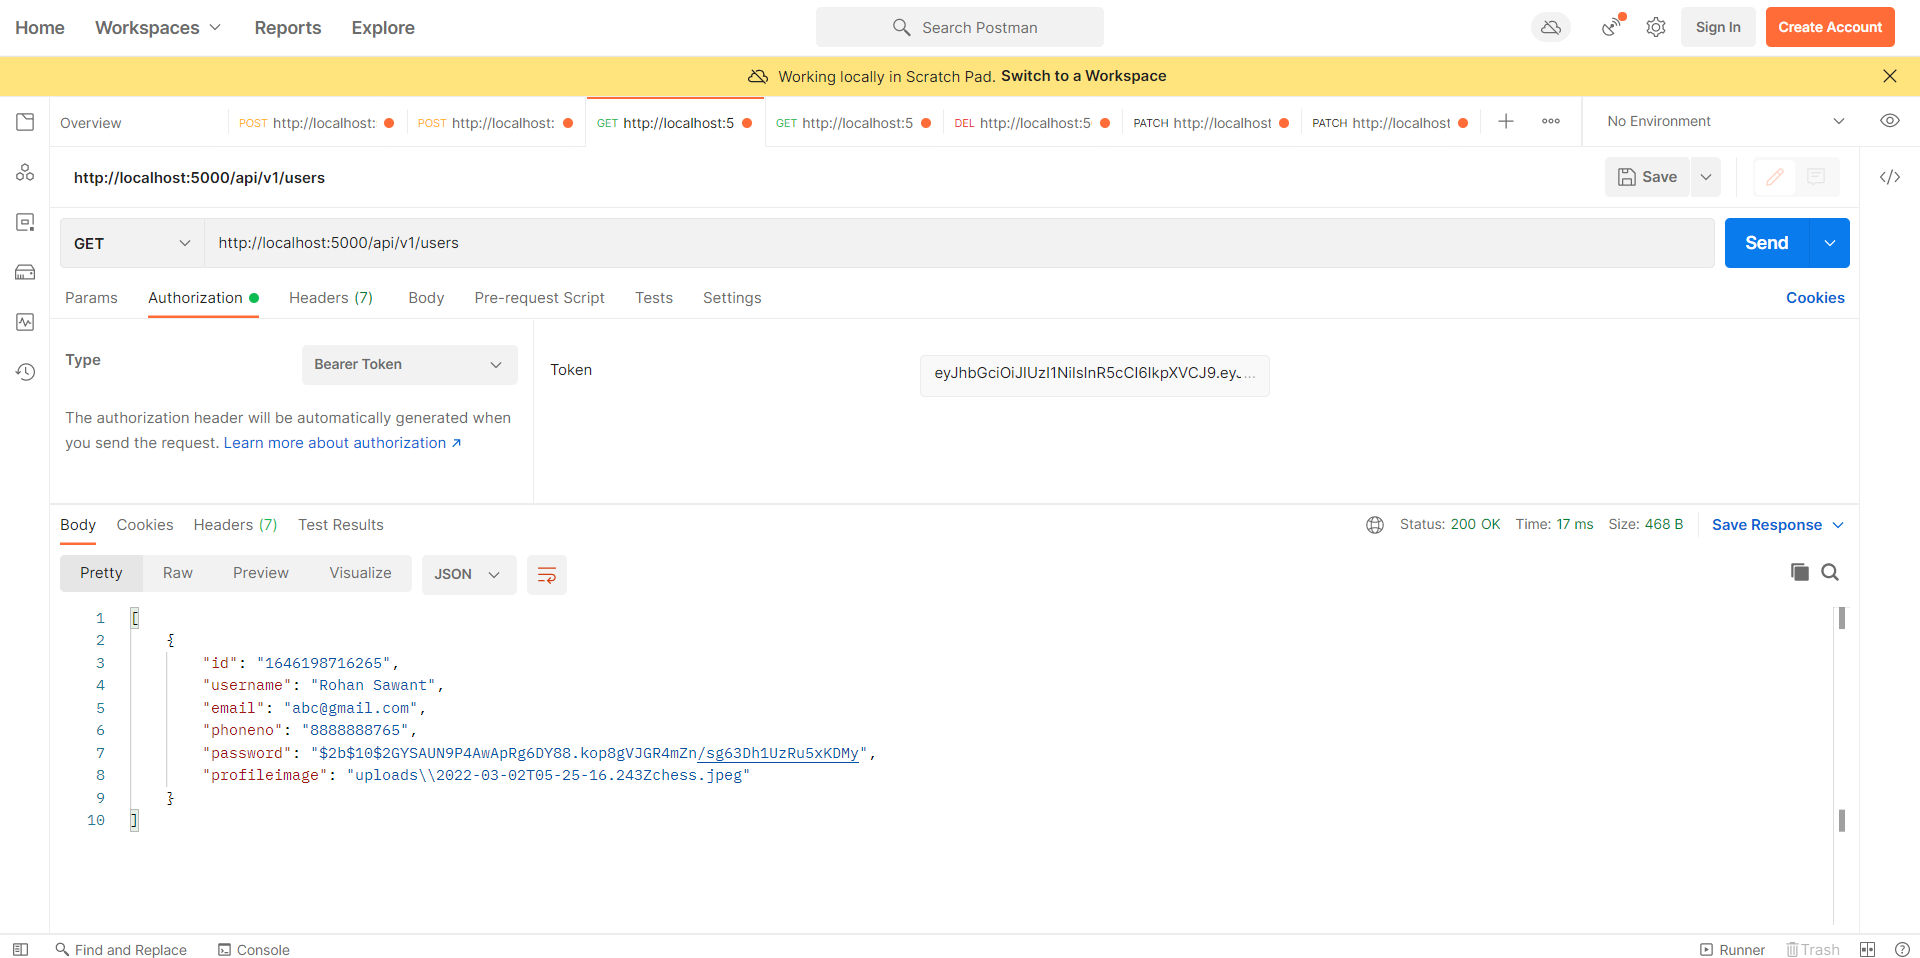 Home Workspaces Reports Explore Search Postman Sign In Create Account
Working locally in Scratch Pad. Switch to a Workspace
Overview POST http://localhost: POST http://localhost: GET http://localhost:5 GET http://localhost:5 DEL http://localhost:5 PATCH http://localhost PATCH http://localhost No Environment
http://localhost:5000/api/v1/users Save
GET http://localhost:5000/api/v1/users Send
Params Authorization Headers (7) Body Pre-request Script Tests Settings Cookies
Type Bearer Token Token eyJhbGciOiJIUzI1NiIsInR5cCI6IkpXVCJ9.eyJ...
The authorization header will be automatically generated when
you send the request. Learn more about authorization ↗
Body Cookies Headers (7) Test Results Status: 200 OK Time: 17 ms Size: 468 B Save Response
Pretty Raw Preview Visualize JSON
1 [
2 {
3 "id": "1646198716265",
4 "username": "Rohan Sawant",
5 "email": "abc@gmail.com",
6 "phoneno": "8888888765",
7 "password": "$2b$10$2GYSAUN9P4AwApRg6DY88.kop8gVJGR4mZn/sg63Dh1UzRu5xKDMy",
8 "profileimage": "uploads\\2022-03-02T05-25-16.243Zchess.jpeg"
9 }
10 ]
Find and Replace Console Runner Trash